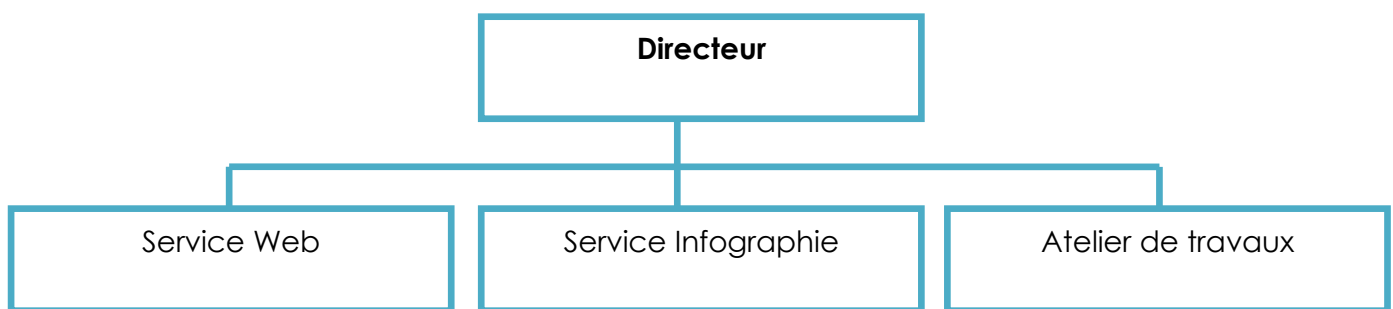 Directeur
Service Web
Service Infographie
Atelier de travaux